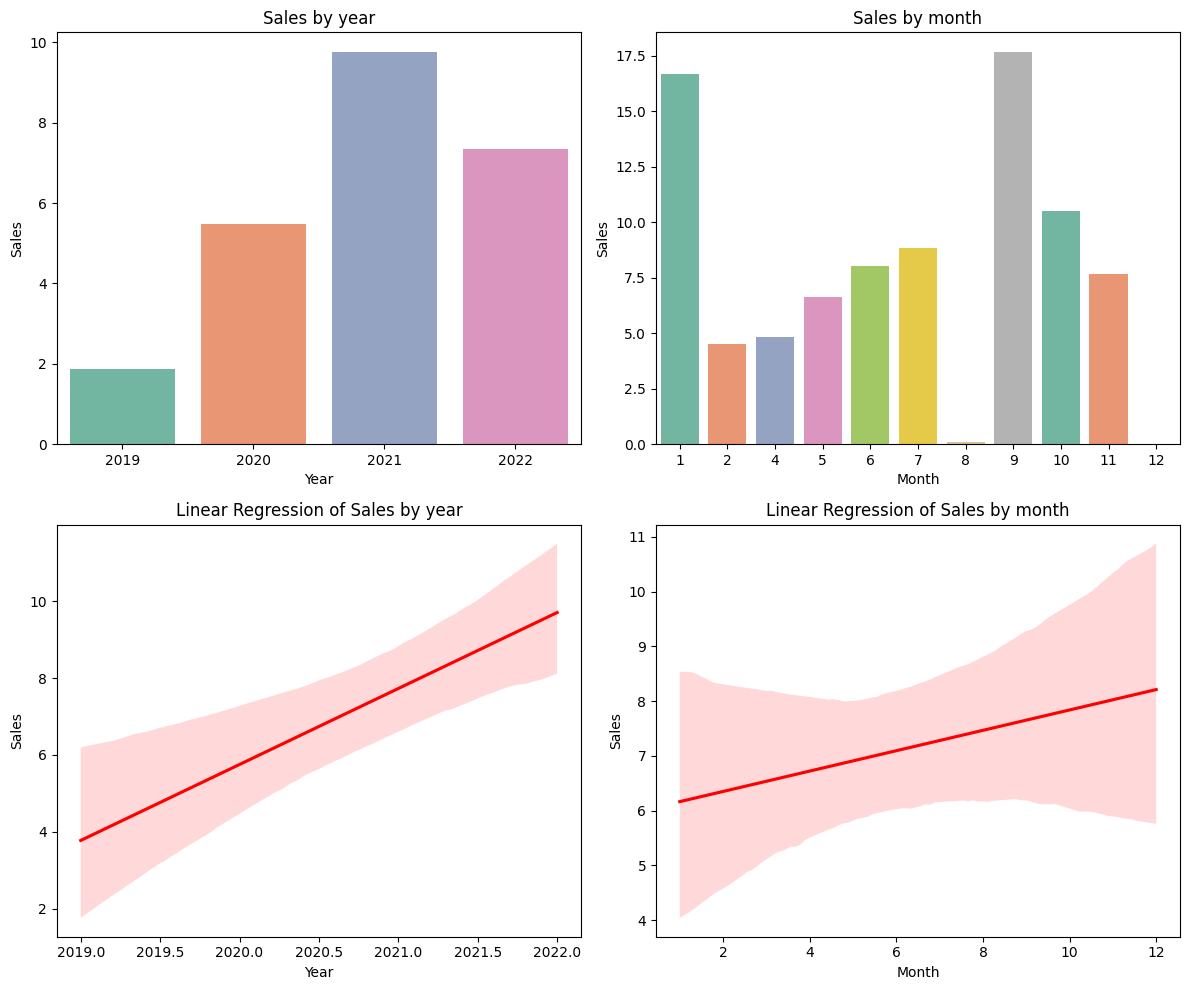 Sales by year
10
8
6
4
2
0
Sales
2019 2020 2021 2022
Year
Sales by month
17.5
15.0
12.5
10.0
7.5
5.0
2.5
0.0
Sales
1 2 4 5 6 7 8 9 10 11 12
Month
Linear Regression of Sales by year
10
8
6
4
2
Sales
2019.0 2019.5 2020.0 2020.5 2021.0 2021.5 2022.0
Year
Linear Regression of Sales by month
11
10
9
8
7
6
5
4
Sales
2 4 6 8 10 12
Month